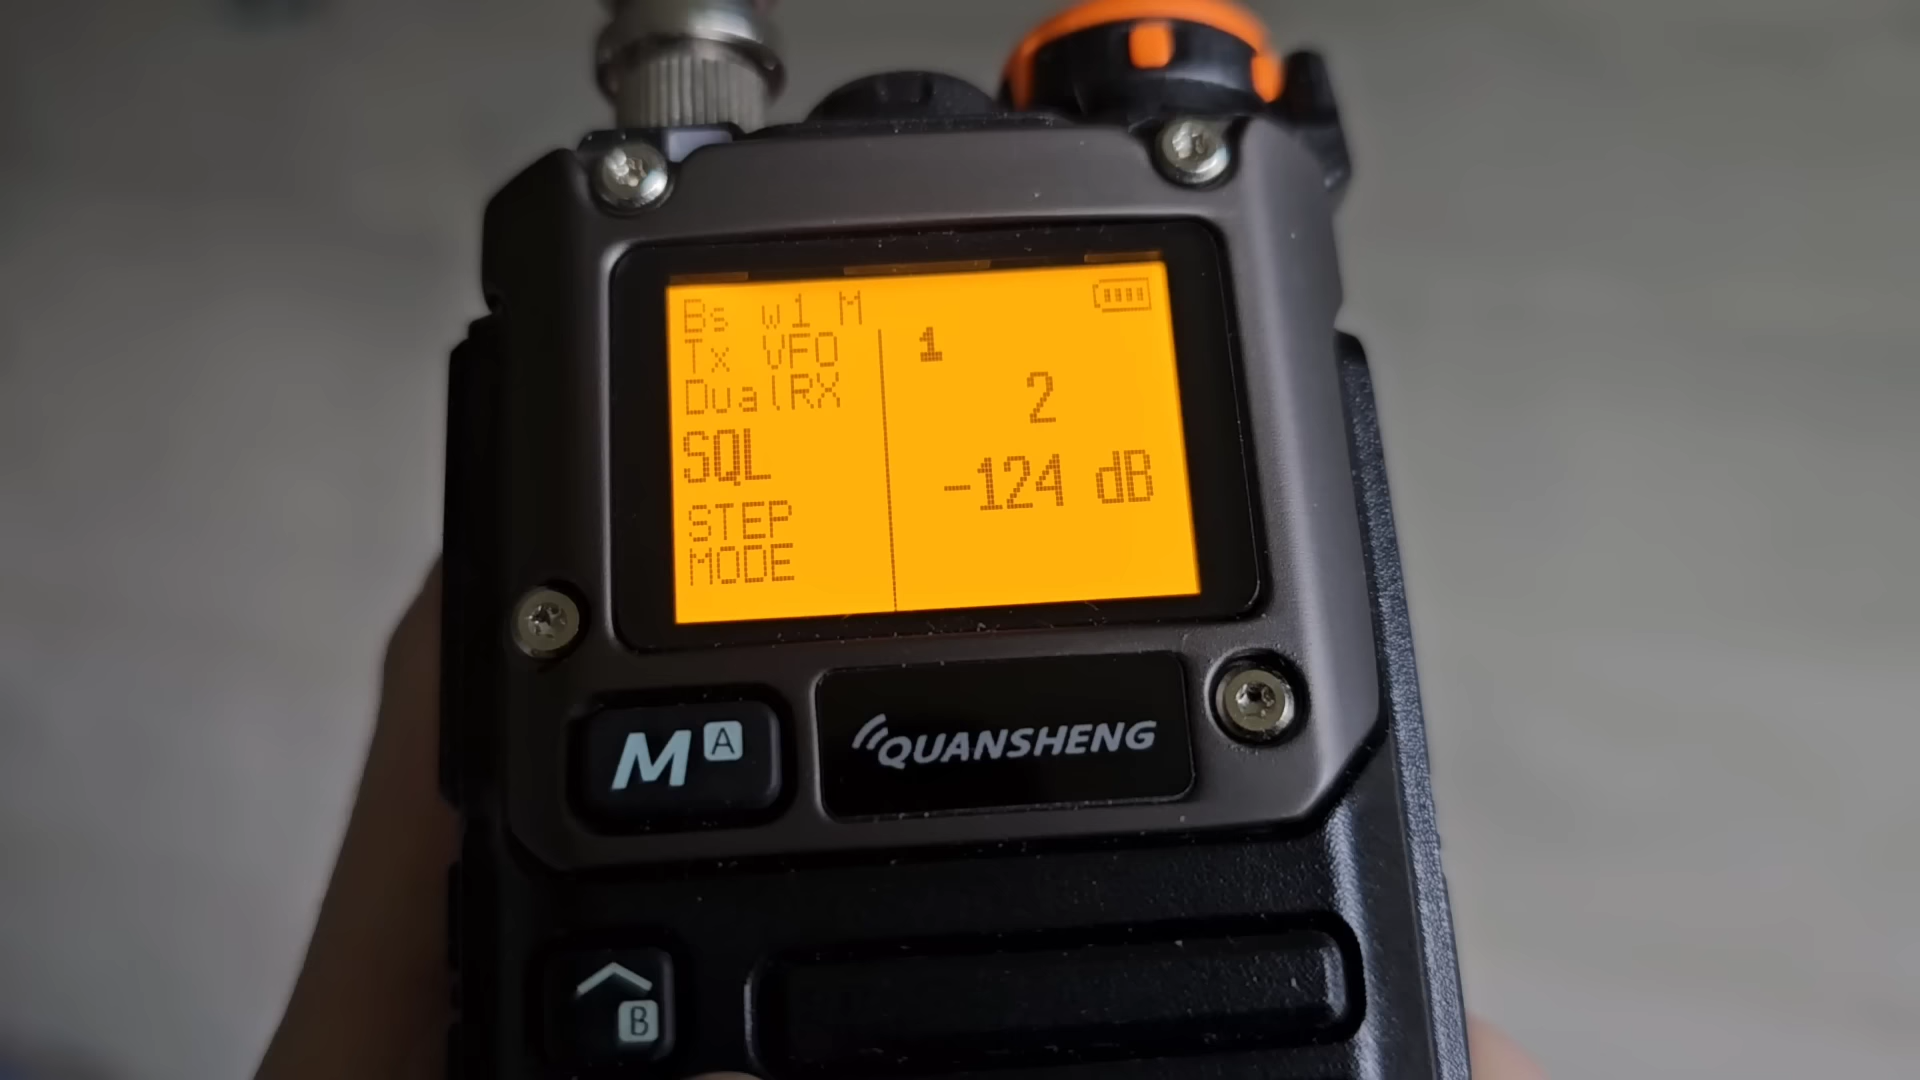 Bs w1 M
Tx VFO
DualRX
SQL
STEP
MODE
1
2
-124 dB
M A
QUANSHENG
B